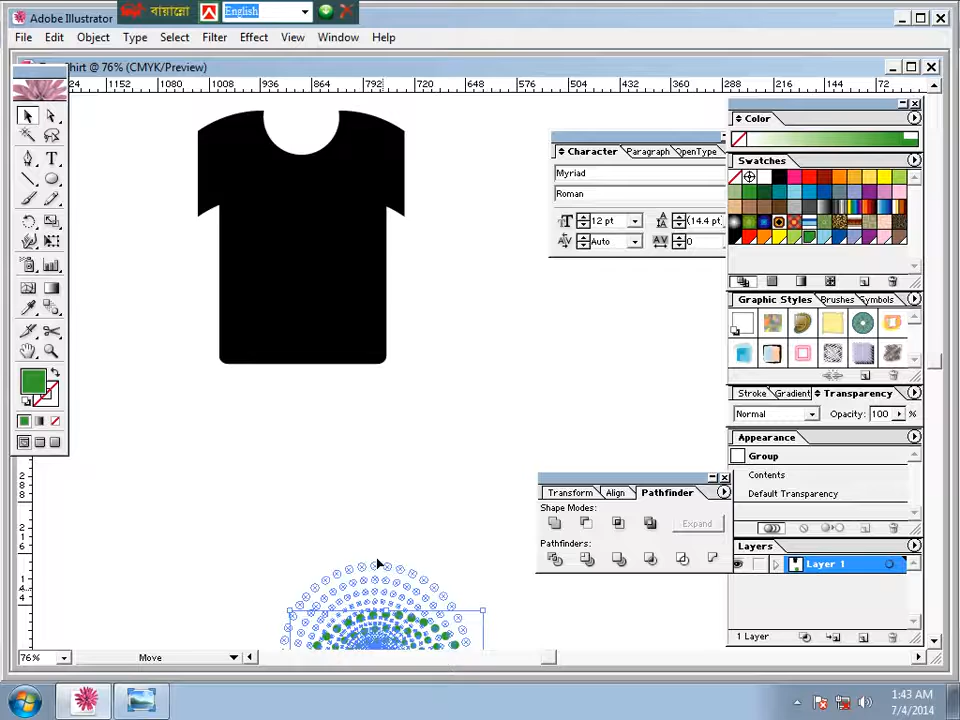 Adobe Illustrator
বায়ান্নো
English
File Edit Object Type Select Filter Effect View Window Help
Shirt @ 76% (CMYK/Preview)
24 1152 1080 1008 936 864 792 720 648 576 504 432 360 288 216 144 72
Color
Character Paragraph OpenType
Swatches
Myriad
Roman
12 pt (14.4 pt)
Auto 0
Graphic Styles Brushes Symbols
Stroke Gradient Transparency
Normal Opacity: 100 %
Appearance
Group
Contents
Default Transparency
Transform Align Pathfinder
Shape Modes:
Expand
Pathfinders:
Layers
Layer 1
1 Layer
76% Move
1:43 AM
7/4/2014